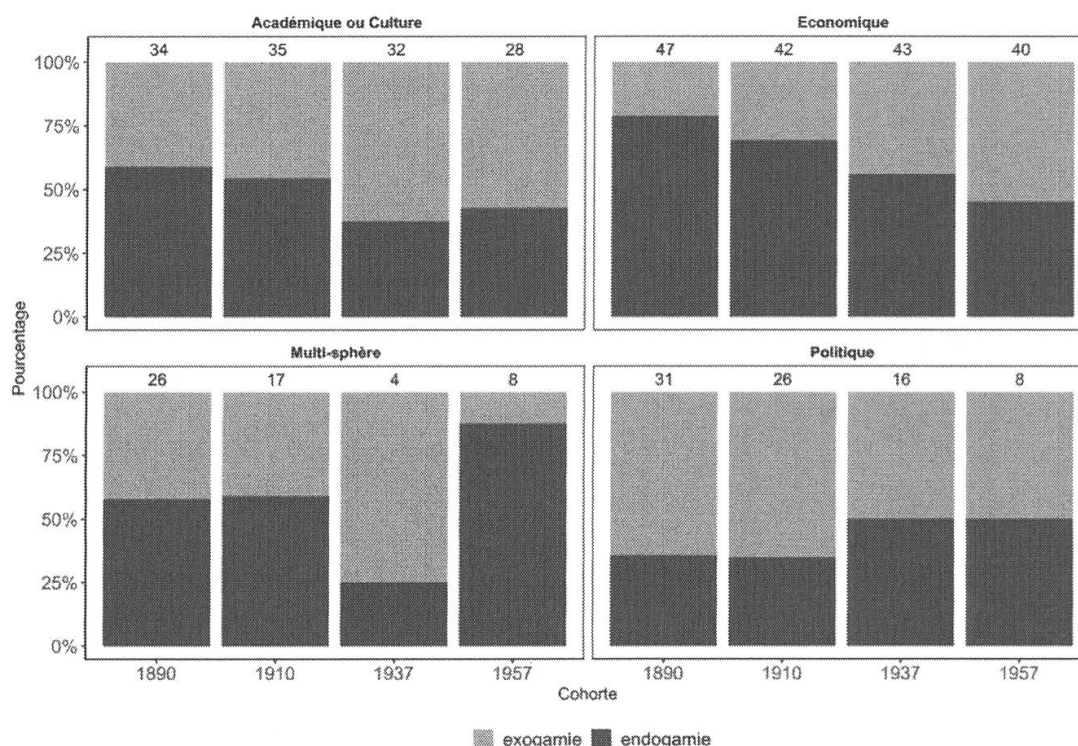 Académique ou Culture
Economique
34 35 32 28
47 42 43 40
100%
75%
50%
25%
0%
Pourcentage
Multi-sphère
Politique
26 17 4 8
31 26 16 8
100%
75%
50%
25%
0%
1890 1910 1937 1957
1890 1910 1937 1957
Cohorte
exogamie endogamie